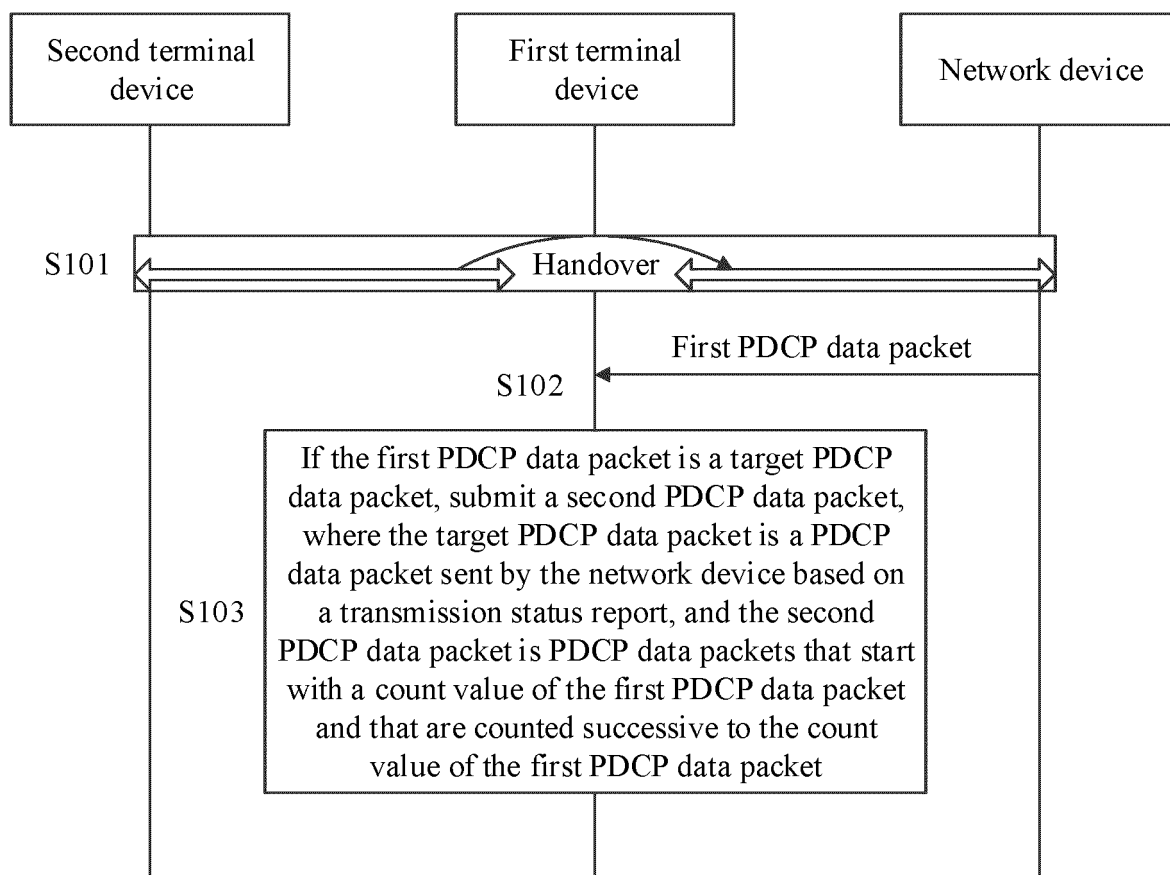 Second terminal
device
First terminal
device
Network device
S101
Handover
First PDCP data packet
S102
If the first PDCP data packet is a target PDCP
data packet, submit a second PDCP data packet,
where the target PDCP data packet is a PDCP
data packet sent by the network device based on
a transmission status report, and the second
PDCP data packet is PDCP data packets that start
with a count value of the first PDCP data packet
and that are counted successive to the count
value of the first PDCP data packet
S103